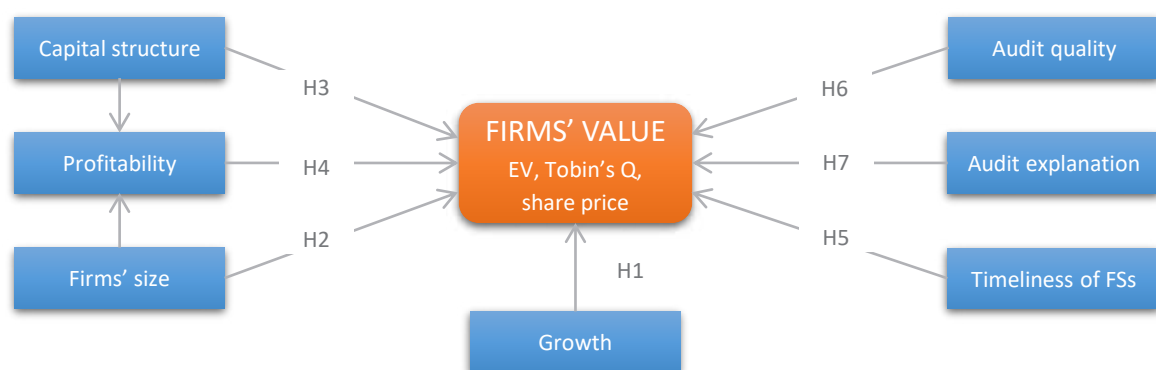 Capital structure
Audit quality
H3
H6
FIRMS’ VALUE
EV, Tobin’s Q,
share price
Profitability
H4
H7
Audit explanation
H2
H5
Firms’ size
H1
Timeliness of FSs
Growth